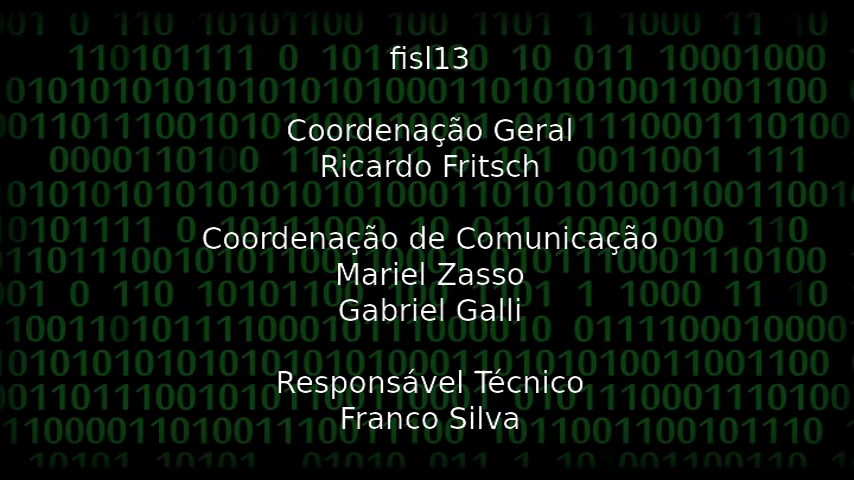 fisl13
Coordenação Geral
Ricardo Fritsch
Coordenação de Comunicação
Mariel Zasso
Gabriel Galli
Responsável Técnico
Franco Silva